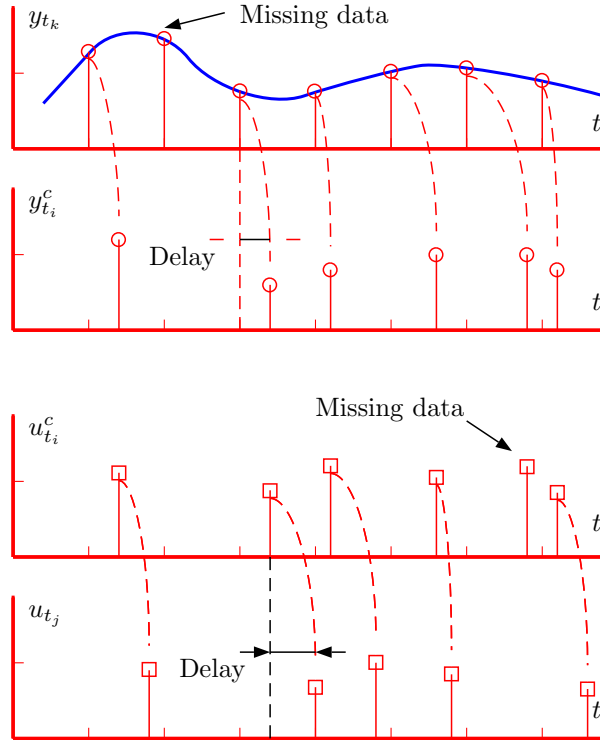 y_{t_k}
Missing data
t
y^c_{t_i}
Delay
t
Missing data
u^c_{t_i}
t
u_{t_j}
Delay
t